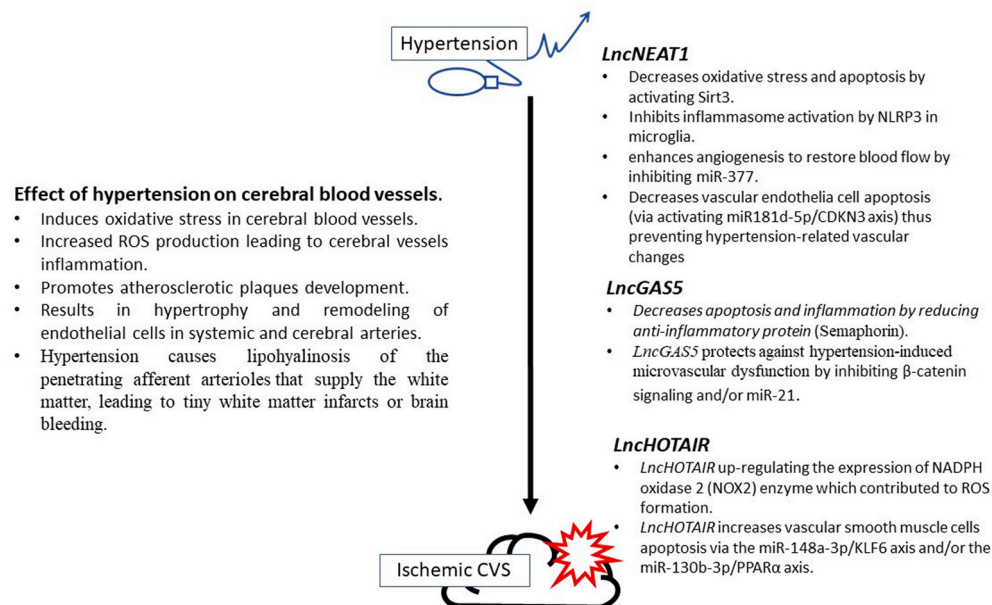 Hypertension
Effect of hypertension on cerebral blood vessels.
• Induces oxidative stress in cerebral blood vessels.
• Increased ROS production leading to cerebral vessels
inflammation.
• Promotes atherosclerotic plaques development.
• Results in hypertrophy and remodeling of
endothelial cells in systemic and cerebral arteries.
• Hypertension causes lipohyalinosis of the
penetrating afferent arterioles that supply the white
matter, leading to tiny white matter infarcts or brain
bleeding.
LncNEAT1
• Decreases oxidative stress and apoptosis by
activating Sirt3.
• Inhibits inflammasome activation by NLRP3 in
microglia.
• enhances angiogenesis to restore blood flow by
inhibiting miR-377.
• Decreases vascular endothelia cell apoptosis
(via activating miR181d-5p/CDKN3 axis) thus
preventing hypertension-related vascular
changes
LncGAS5
• Decreases apoptosis and inflammation by reducing
anti-inflammatory protein (Semaphorin).
• LncGAS5 protects against hypertension-induced
microvascular dysfunction by inhibiting β-catenin
signaling and/or miR-21.
LncHOTAIR
• LncHOTAIR up-regulating the expression of NADPH
oxidase 2 (NOX2) enzyme which contributed to ROS
formation.
• LncHOTAIR increases vascular smooth muscle cells
apoptosis via the miR-148a-3p/KLF6 axis and/or the
miR-130b-3p/PPARα axis.
Ischemic CVS